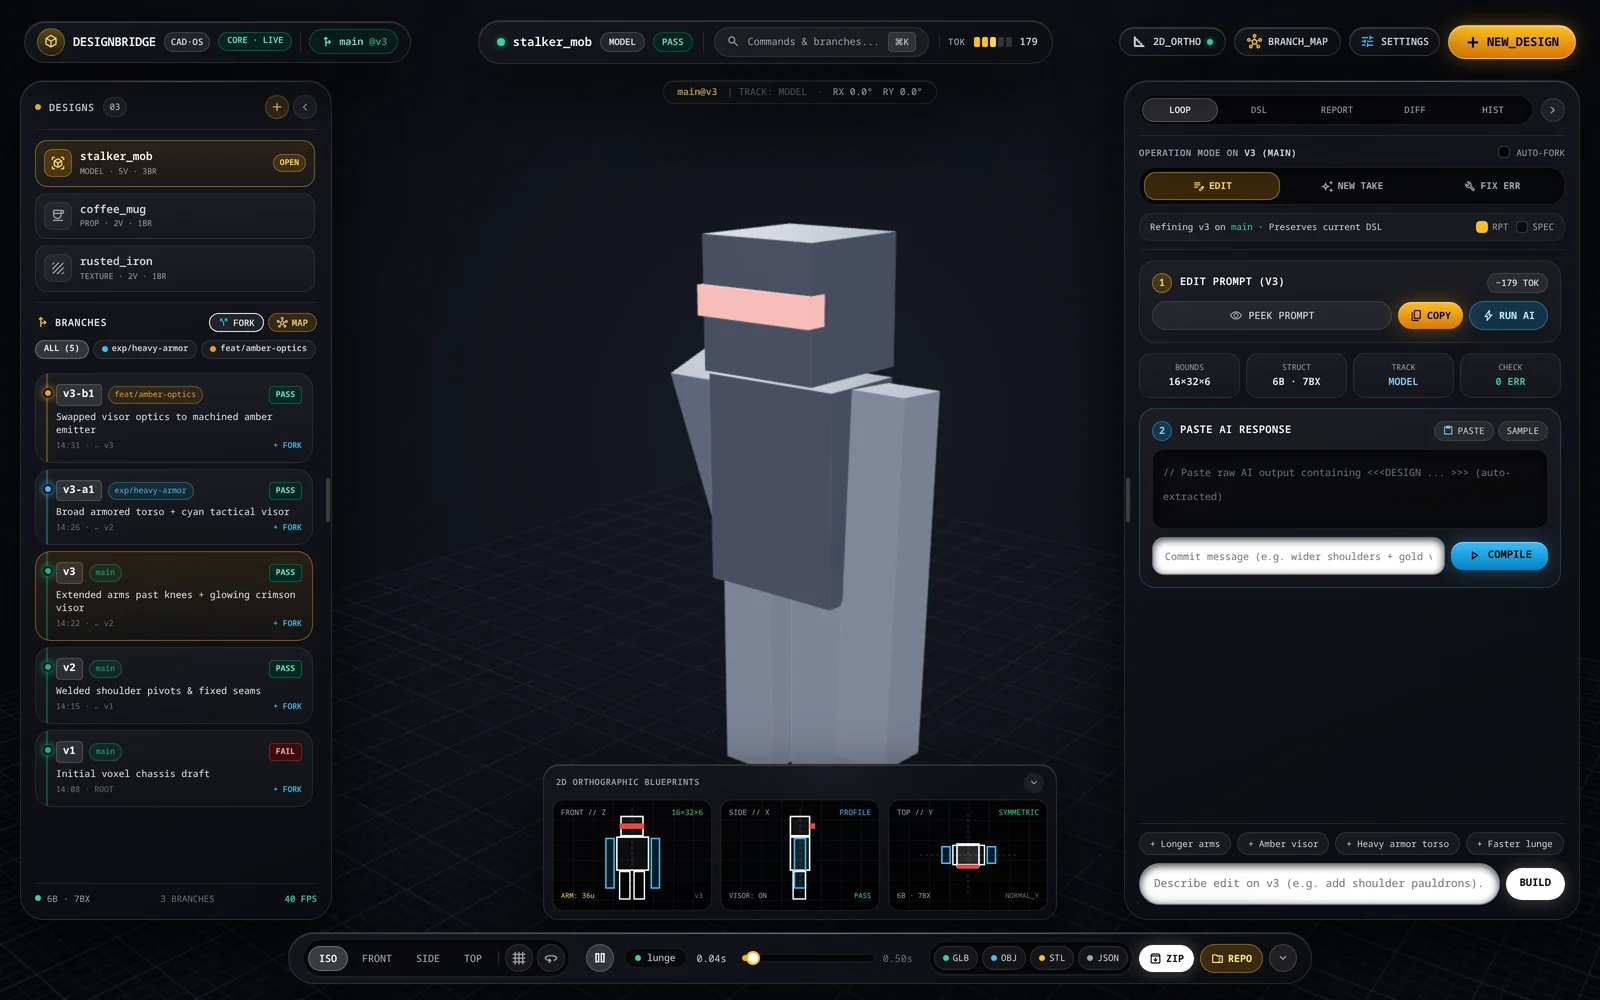 DESIGNBRIDGE CAD·OS CORE · LIVE main @v3
stalker_mob MODEL PASS Commands & branches... ⌘K TOK 179
2D_ORTHO BRANCH_MAP SETTINGS + NEW_DESIGN
main@v3 | TRACK: MODEL · RX 0.0° RY 0.0°
DESIGNS 03 +
stalker_mob
MODEL · 5V · 3BR
OPEN
coffee_mug
PROP · 2V · 1BR
rusted_iron
TEXTURE · 2V · 1BR
BRANCHES FORK MAP
ALL (5) exp/heavy-armor feat/amber-optics
v3-b1 feat/amber-optics PASS
Swapped visor optics to machined amber
emitter
14:31 · ← v3 + FORK
v3-a1 exp/heavy-armor PASS
Broad armored torso + cyan tactical visor
14:26 · ← v2 + FORK
v3 main PASS
Extended arms past knees + glowing crimson
visor
14:22 · ← v2 + FORK
v2 main PASS
Welded shoulder pivots & fixed seams
14:15 · ← v1 + FORK
v1 main FAIL
Initial voxel chassis draft
14:08 · ROOT + FORK
6B · 7BX 3 BRANCHES 40 FPS
2D ORTHOGRAPHIC BLUEPRINTS
FRONT // Z 16×32×6
ARM: 36u v3
SIDE // X PROFILE
VISOR: ON PASS
TOP // Y SYMMETRIC
6B · 7BX NORMAL_Y
LOOP DSL REPORT DIFF HIST
OPERATION MODE ON V3 (MAIN) AUTO-FORK
EDIT NEW TAKE FIX ERR
Refining v3 on main · Preserves current DSL RPT SPEC
1 EDIT PROMPT (V3) ~179 TOK
PEEK PROMPT COPY RUN AI
BOUNDS
16×32×6
STRUCT
6B · 7BX
TRACK
MODEL
CHECK
0 ERR
2 PASTE AI RESPONSE PASTE SAMPLE
// Paste raw AI output containing <<<DESIGN ... >>> (auto-
extracted)
Commit message (e.g. wider shoulders + gold COMPILE
+ Longer arms + Amber visor + Heavy armor torso + Faster lunge
Describe edit on v3 (e.g. add shoulder pauldrons). BUILD
ISO FRONT SIDE TOP lunge 0.04s 0.50s GLB OBJ STL JSON ZIP REPO